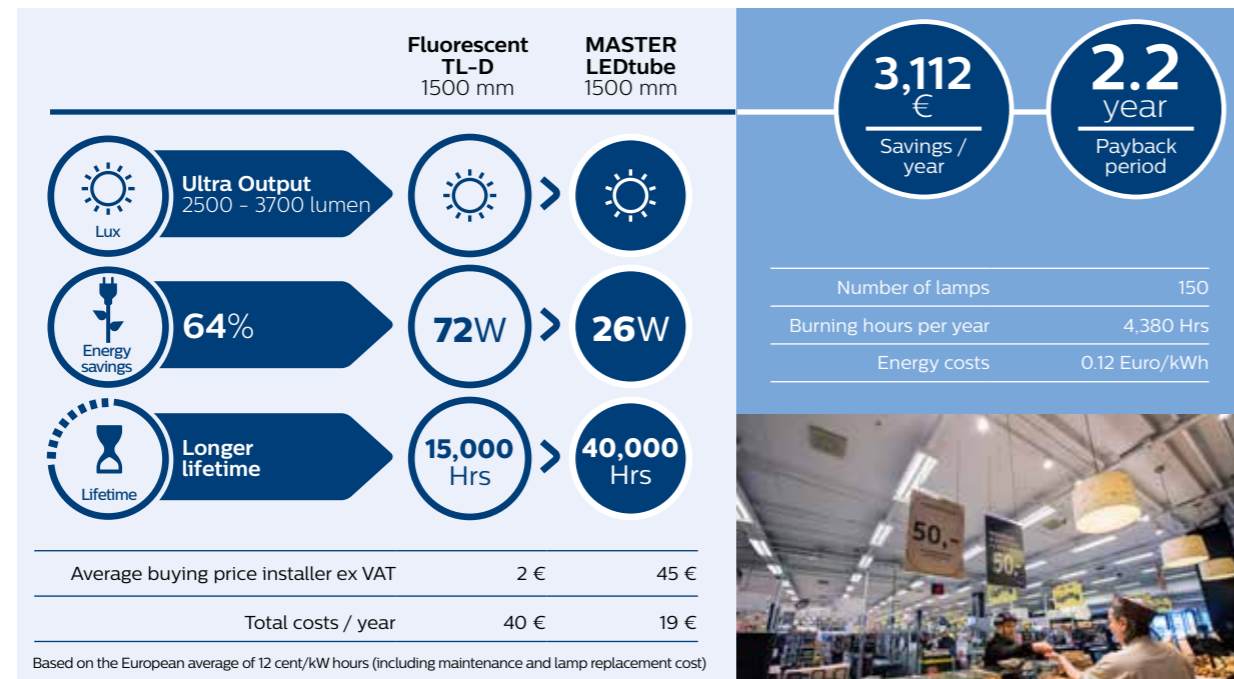 Fluorescent
TL-D
1500 mm
MASTER
LEDtube
1500 mm
3,112
€
Savings /
year
2.2
year
Payback
period
Lux
Ultra Output
2500 - 3700 lumen
Energy
savings
64%
72W
>
26W
Lifetime
Longer
lifetime
15,000
Hrs
>
40,000
Hrs
Average buying price installer ex VAT 2 € 45 €
Total costs / year 40 € 19 €
Based on the European average of 12 cent/kW hours (including maintenance and lamp replacement cost)
Number of lamps 150
Burning hours per year 4,380 Hrs
Energy costs 0.12 Euro/kWh
50,-
50,-